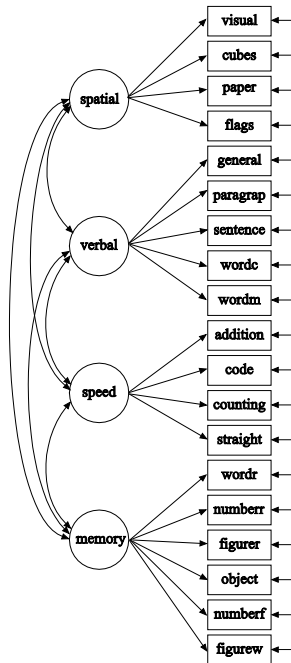 visual
cubes
paper
flags
general
paragrap
sentence
wordc
wordm
addition
code
counting
straight
wordr
numberr
figurer
object
numberf
figurew
spatial
verbal
speed
memory